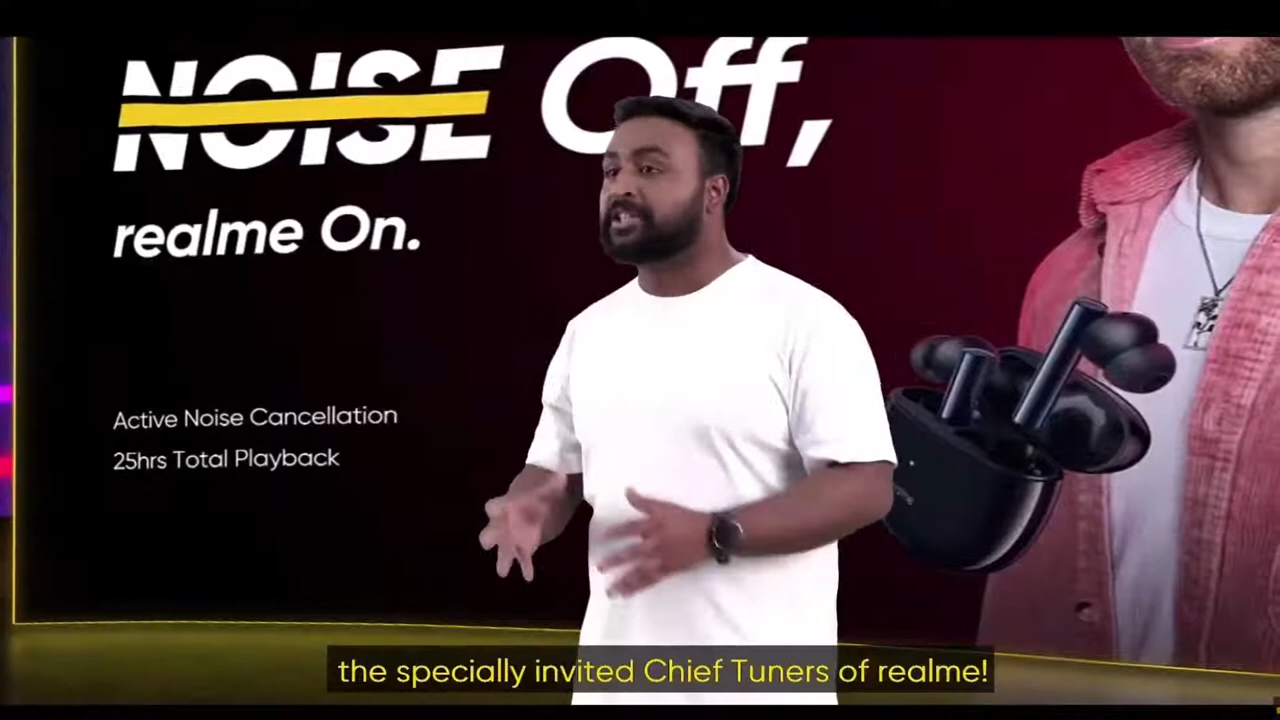 NOISE Off,
realme On.
Active Noise Cancellation
25hrs Total Playback
the specially invited Chief Tuners of realme!